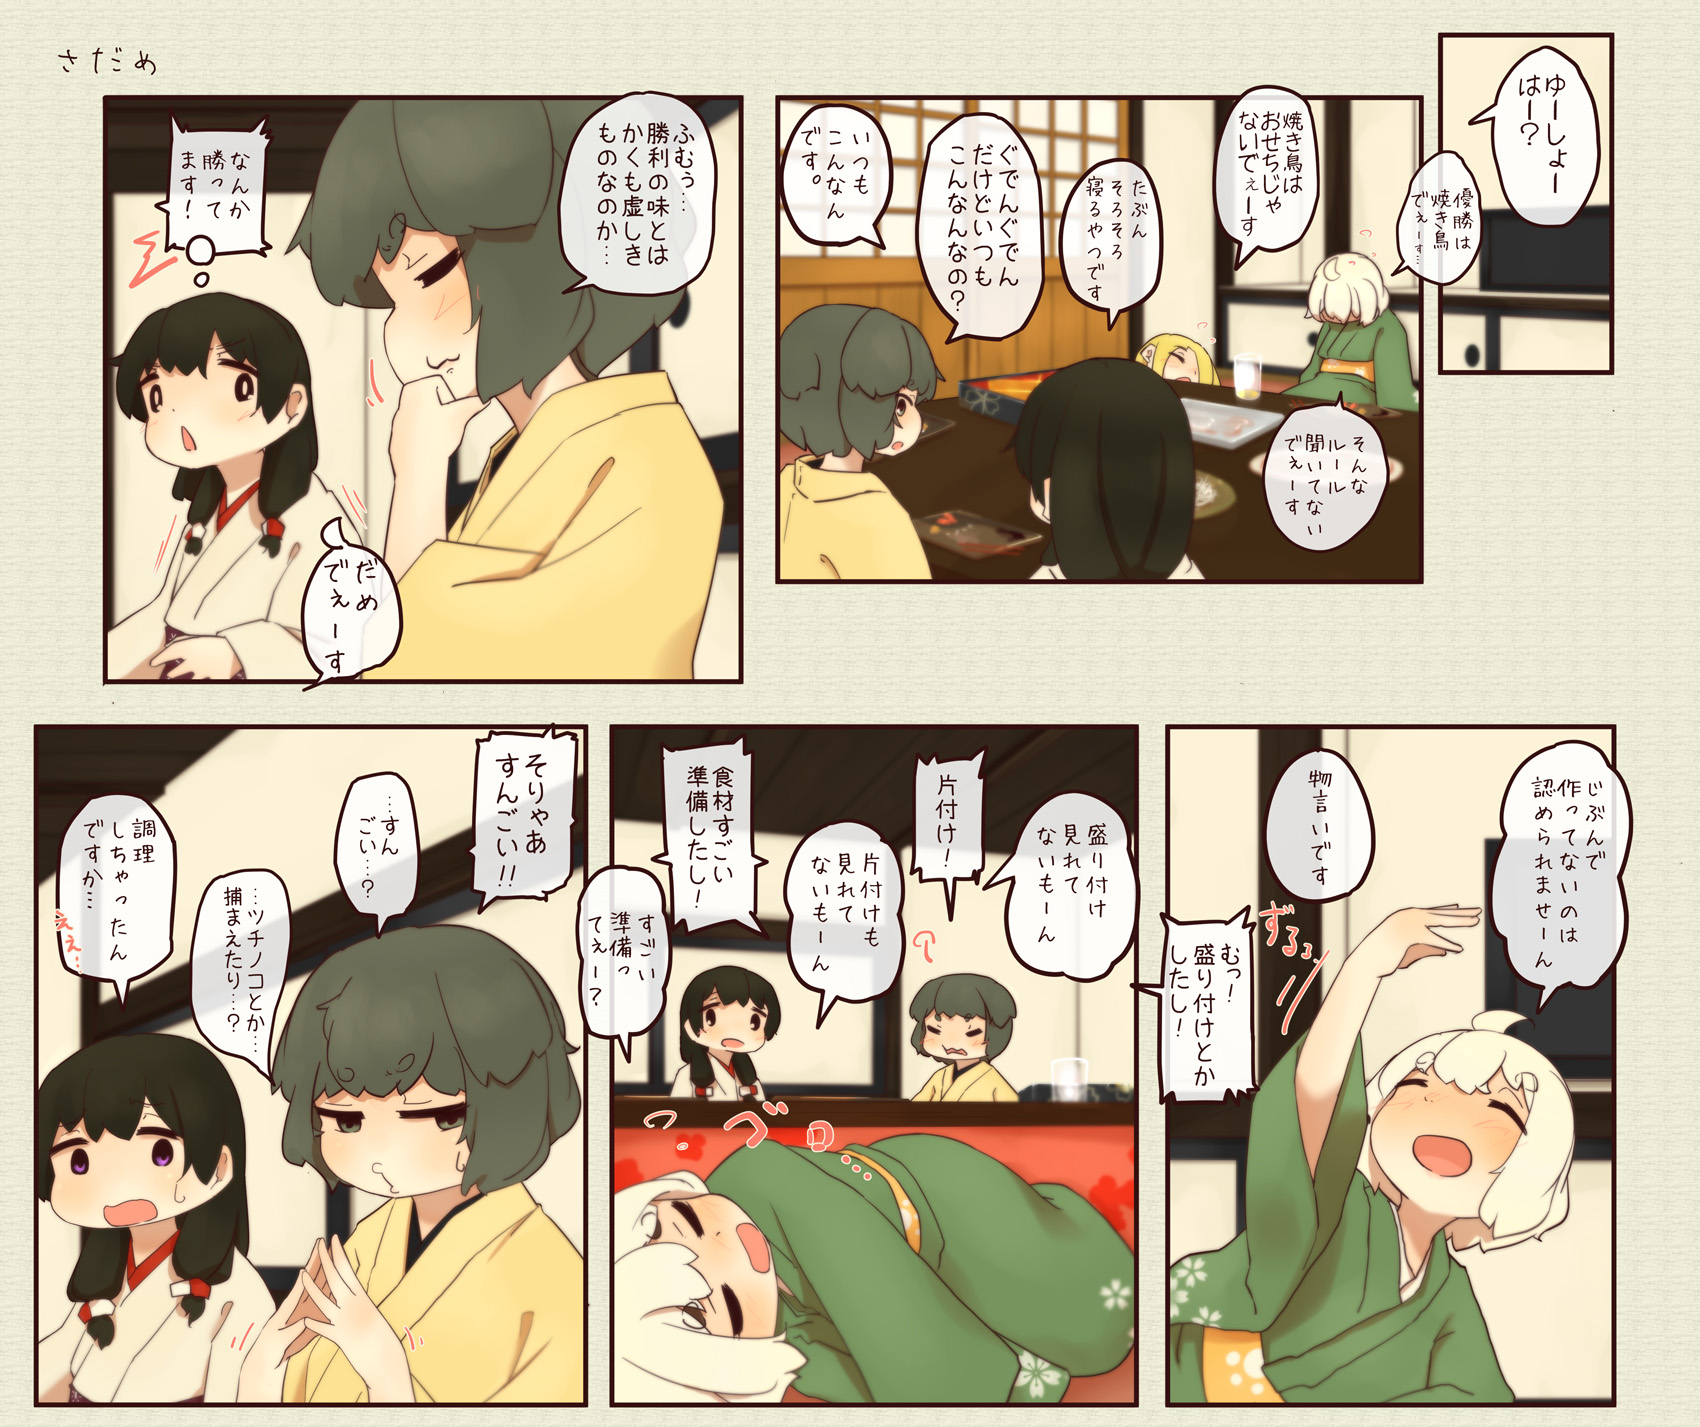 さだめ
ゆーしょー
はー?
優勝は
焼き鳥
でぇーす…
焼き鳥は
おせちじゃ
ないでぇーす
そんな
ルール
聞いてない
でぇーす
たぶん
そろそろ
寝るやつです
ぐでんぐでん
だけどいつも
こんなんなの?
いつも
こんなん
です。
ふむぅ…
勝利の味とは
かくも虚しき
ものなのか…
なんか
勝って
ます!
だめ
でぇーす
じぶんで
作ってないのは
認められませーん
物言いです
ずるる、
むっ!
盛り付けとか
したし!
盛り付け
見れて
ないもーん
片付け!
片付けも
見れて
ないもーん
食材すごい
準備したし!
すごい
準備っ
てぇー?
ゴロ…
そりゃあ
すんごい!!
…すん
ごい…?
…ツチノコとか…
捕まえたり…?
調理
しちゃったん
ですか…
ええ…